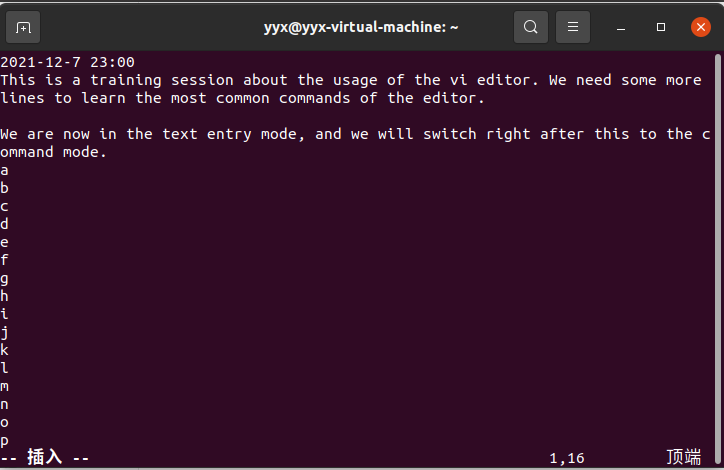 yyx@yyx-virtual-machine: ~
2021-12-7 23:00
This is a training session about the usage of the vi editor. We need some more
lines to learn the most common commands of the editor.
We are now in the text entry mode, and we will switch right after this to the c
ommand mode.
a
b
c
d
e
f
g
h
i
j
k
l
m
n
o
p
-- 插入 -- 1,16 顶端